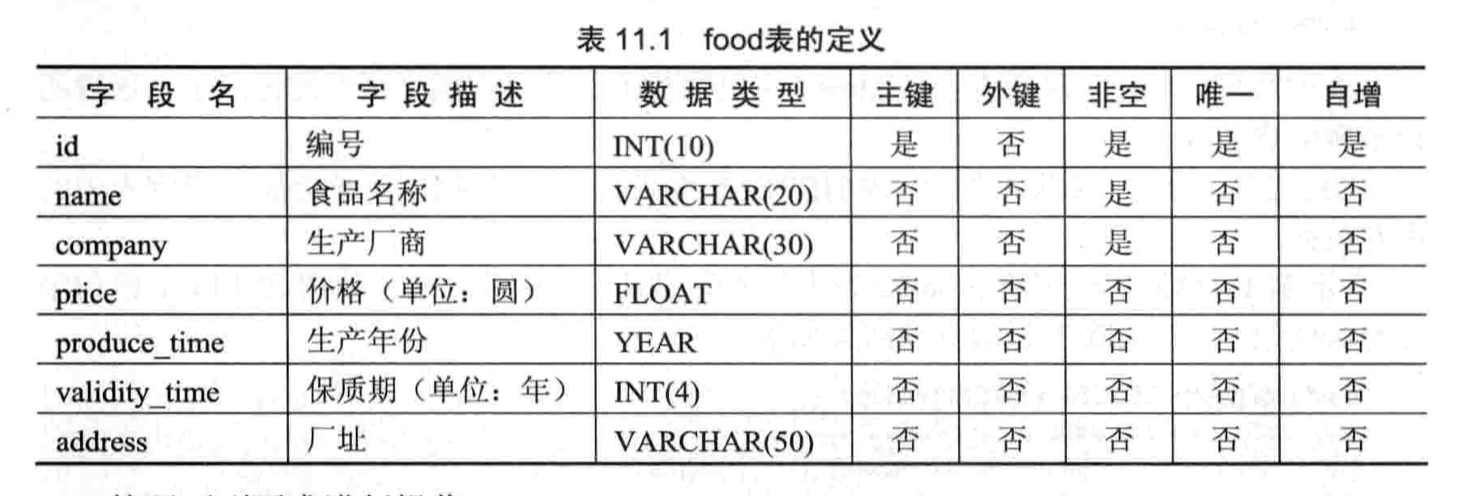 表 11.1 food表的定义
字 段 名 字 段 描 述 数 据 类 型 主键 外键 非空 唯一 自增
id 编号 INT(10) 是 否 是 是 是
name 食品名称 VARCHAR(20) 否 否 是 否 否
company 生产厂商 VARCHAR(30) 否 否 是 否 否
price 价格（单位：圆） FLOAT 否 否 否 否 否
produce_time 生产年份 YEAR 否 否 否 否 否
validity_time 保质期（单位：年） INT(4) 否 否 否 否 否
address 厂址 VARCHAR(50) 否 否 否 否 否